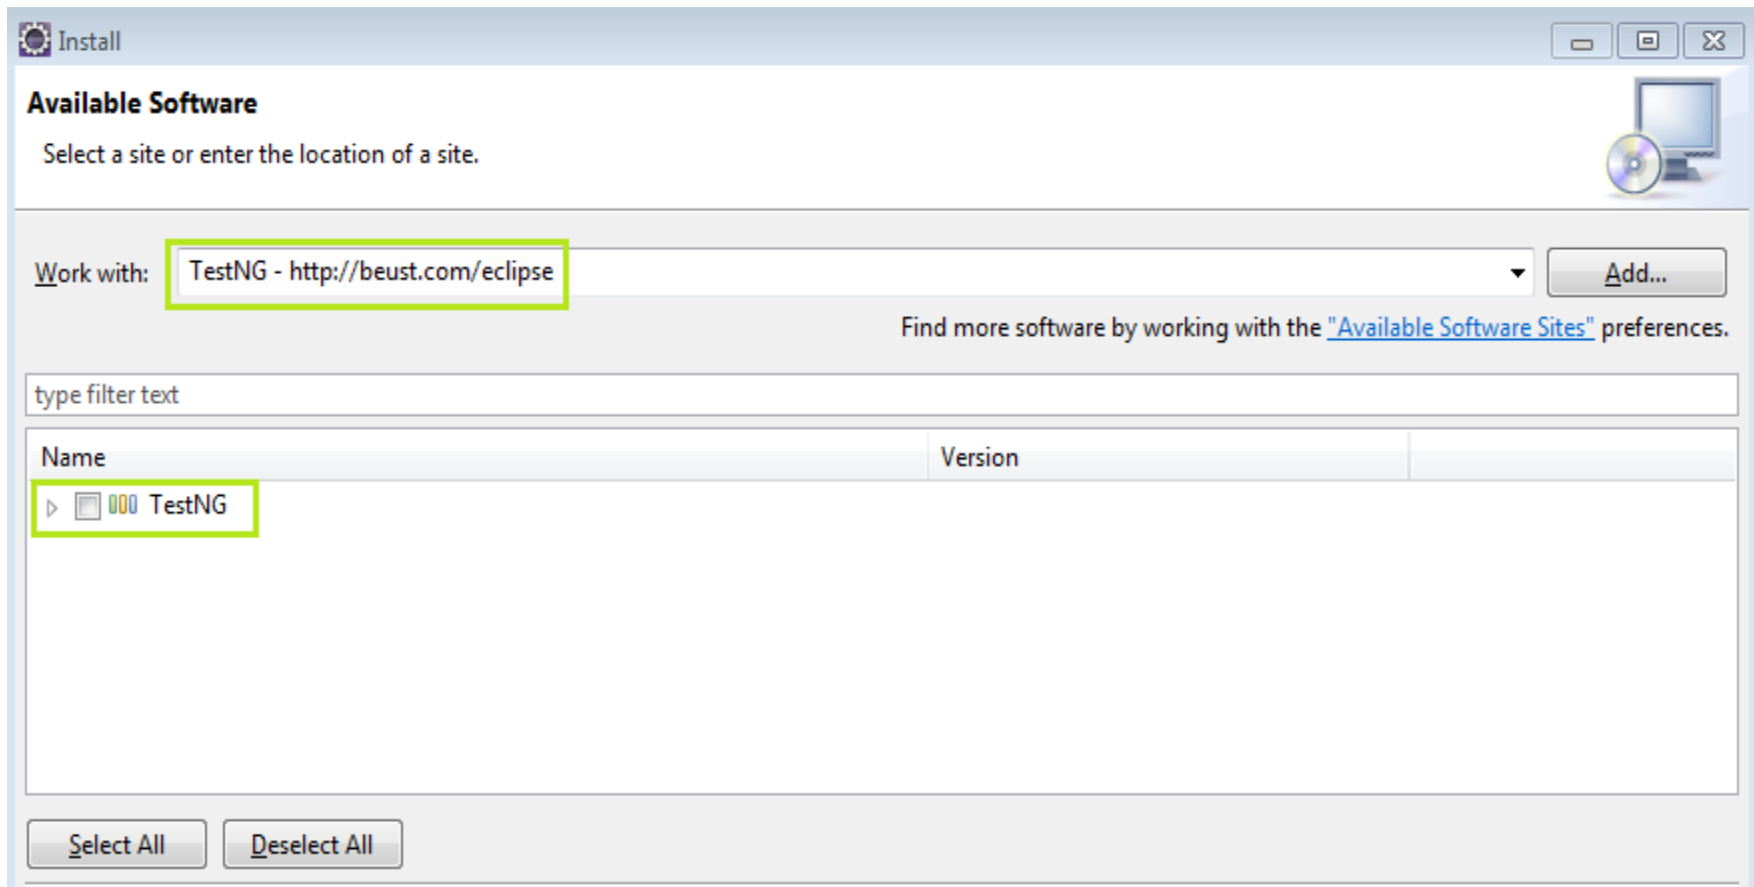 Install
Available Software
Select a site or enter the location of a site.
Work with: TestNG - http://beust.com/eclipse Add...
Find more software by working with the "Available Software Sites" preferences.
type filter text
Name Version
TestNG
Select All Deselect All